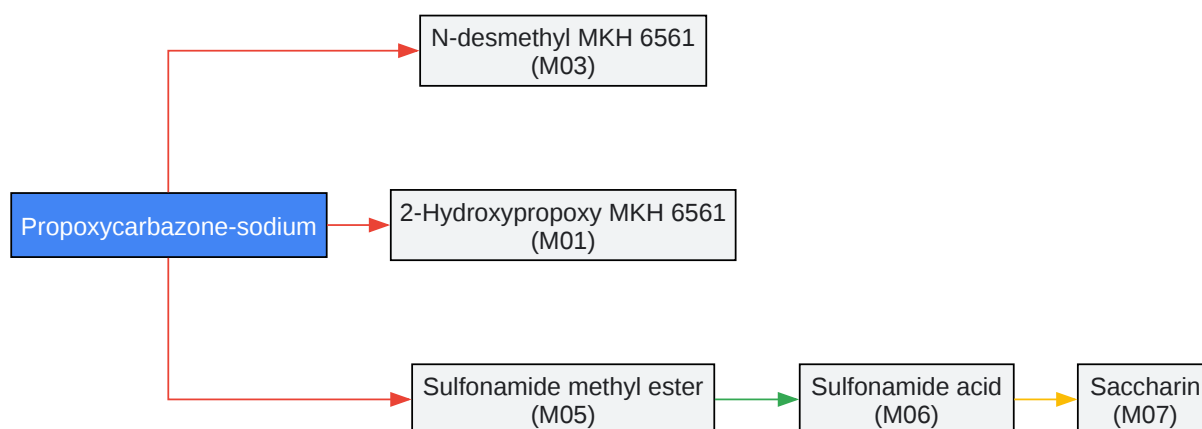 N-desmethyl MKH 6561
(M03)
Propoxycarbazone-sodium
2-Hydroxypropoxy MKH 6561
(M01)
Sulfonamide methyl ester
(M05)
Sulfonamide acid
(M06)
Saccharin
(M07)